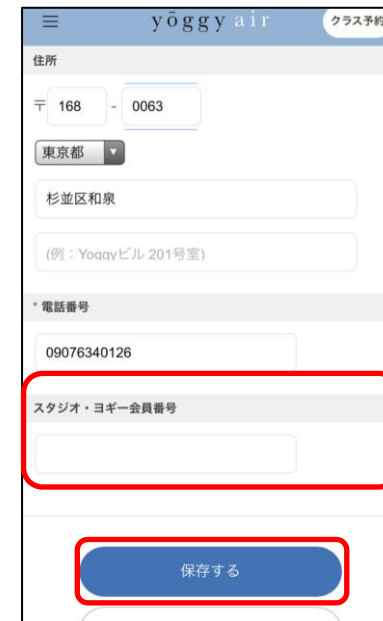 yōggy air
クラス予約
住所
〒 168 - 0063
東京都
杉並区和泉
(例：Yoggyビル 201号室)
* 電話番号
09076340126
スタジオ・ヨギー会員番号
保存する